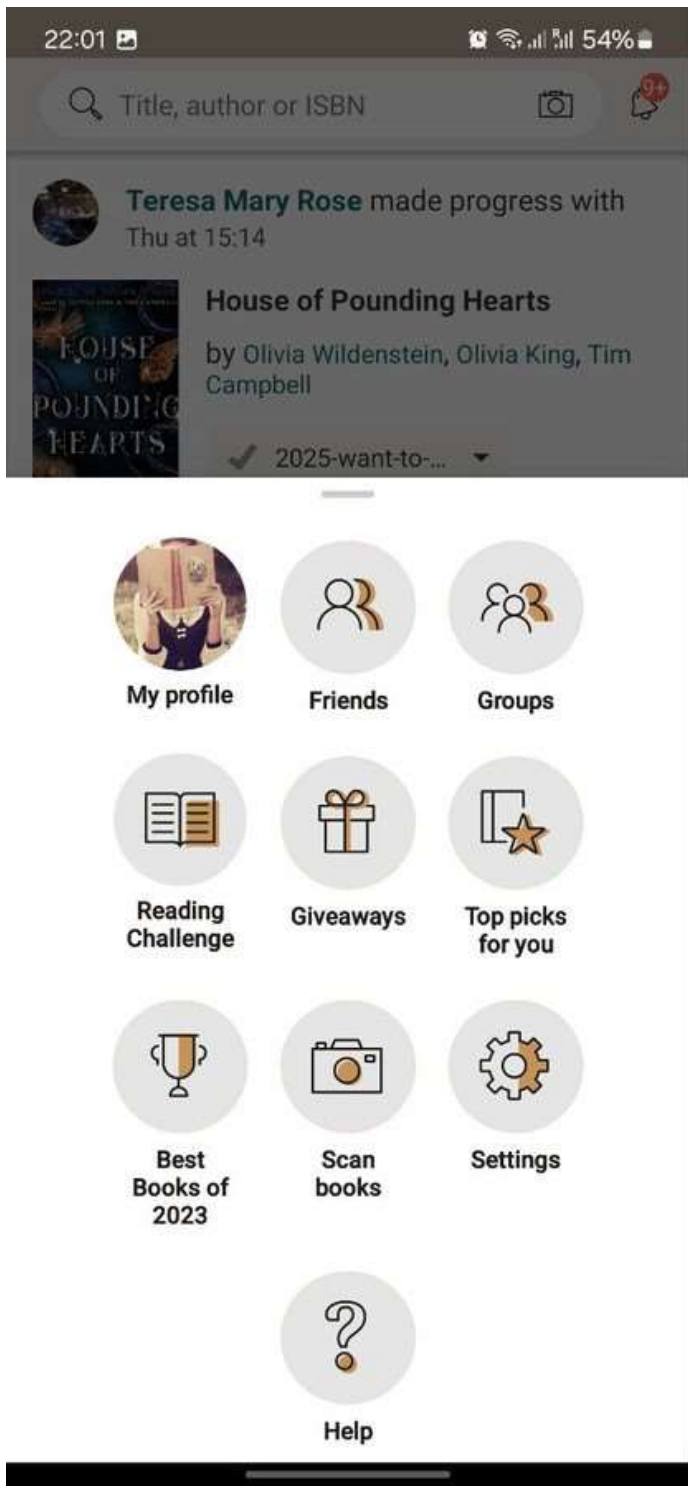 22:01 54%
Title, author or ISBN 9+
Teresa Mary Rose made progress with
Thu at 15:14
House of Pounding Hearts
by Olivia Wildenstein, Olivia King, Tim
Campbell
HOUSE
OF
POUNDING
HEARTS
2025-want-to-...
My profile
Friends
Groups
Reading
Challenge
Giveaways
Top picks
for you
Best
Books of
2023
Scan
books
Settings
Help